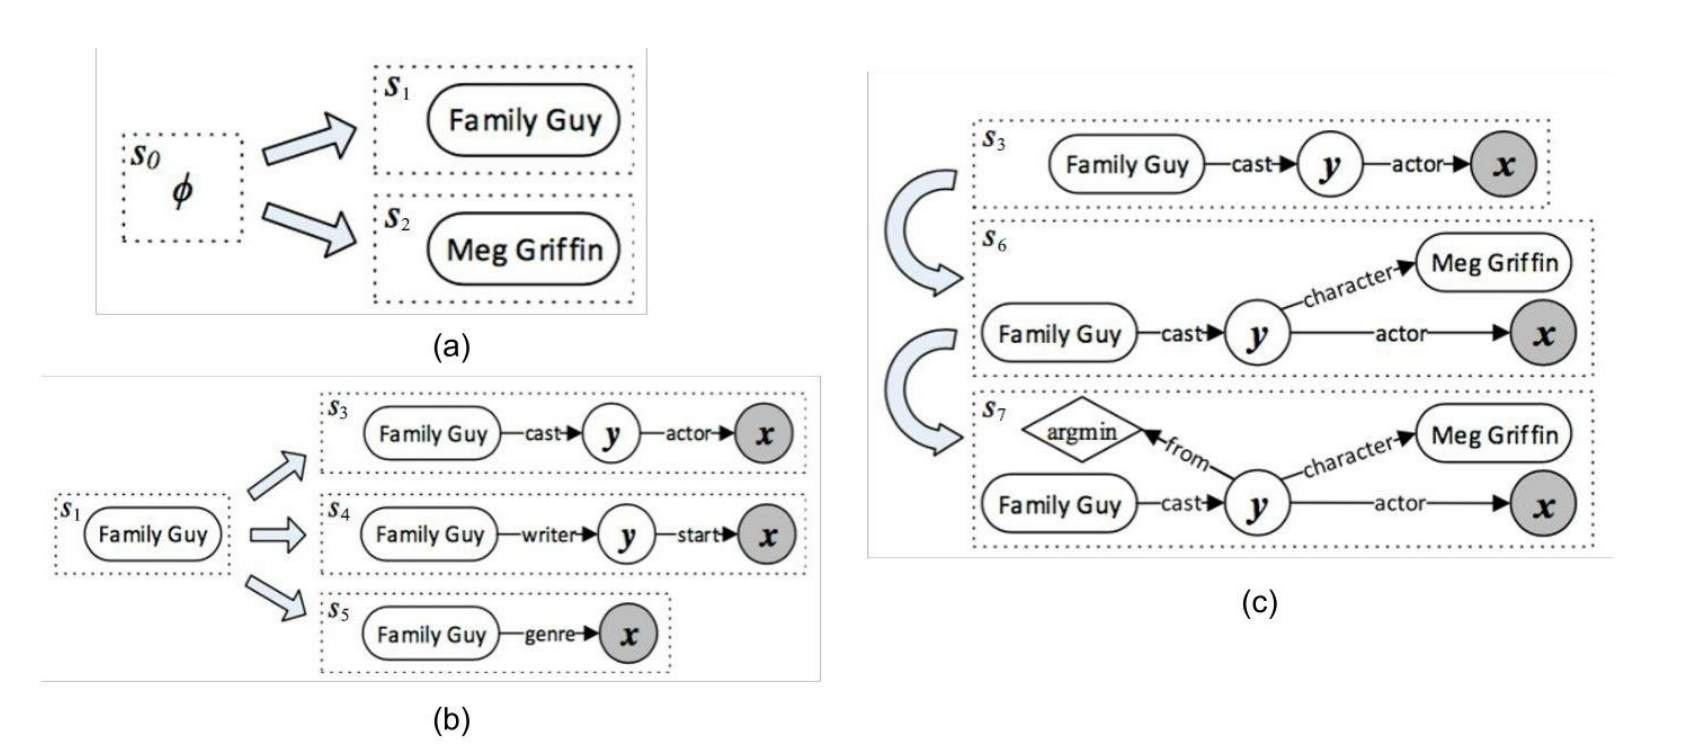 S0
ϕ
S1
Family Guy
S2
Meg Griffin
(a)
S1
Family Guy
S3
Family Guy cast y actor x
S4
Family Guy writer y start x
S5
Family Guy genre x
(b)
S3
Family Guy cast y actor x
S6
character Meg Griffin
Family Guy cast y actor x
S7
argmin from character Meg Griffin
Family Guy cast y actor x
(c)